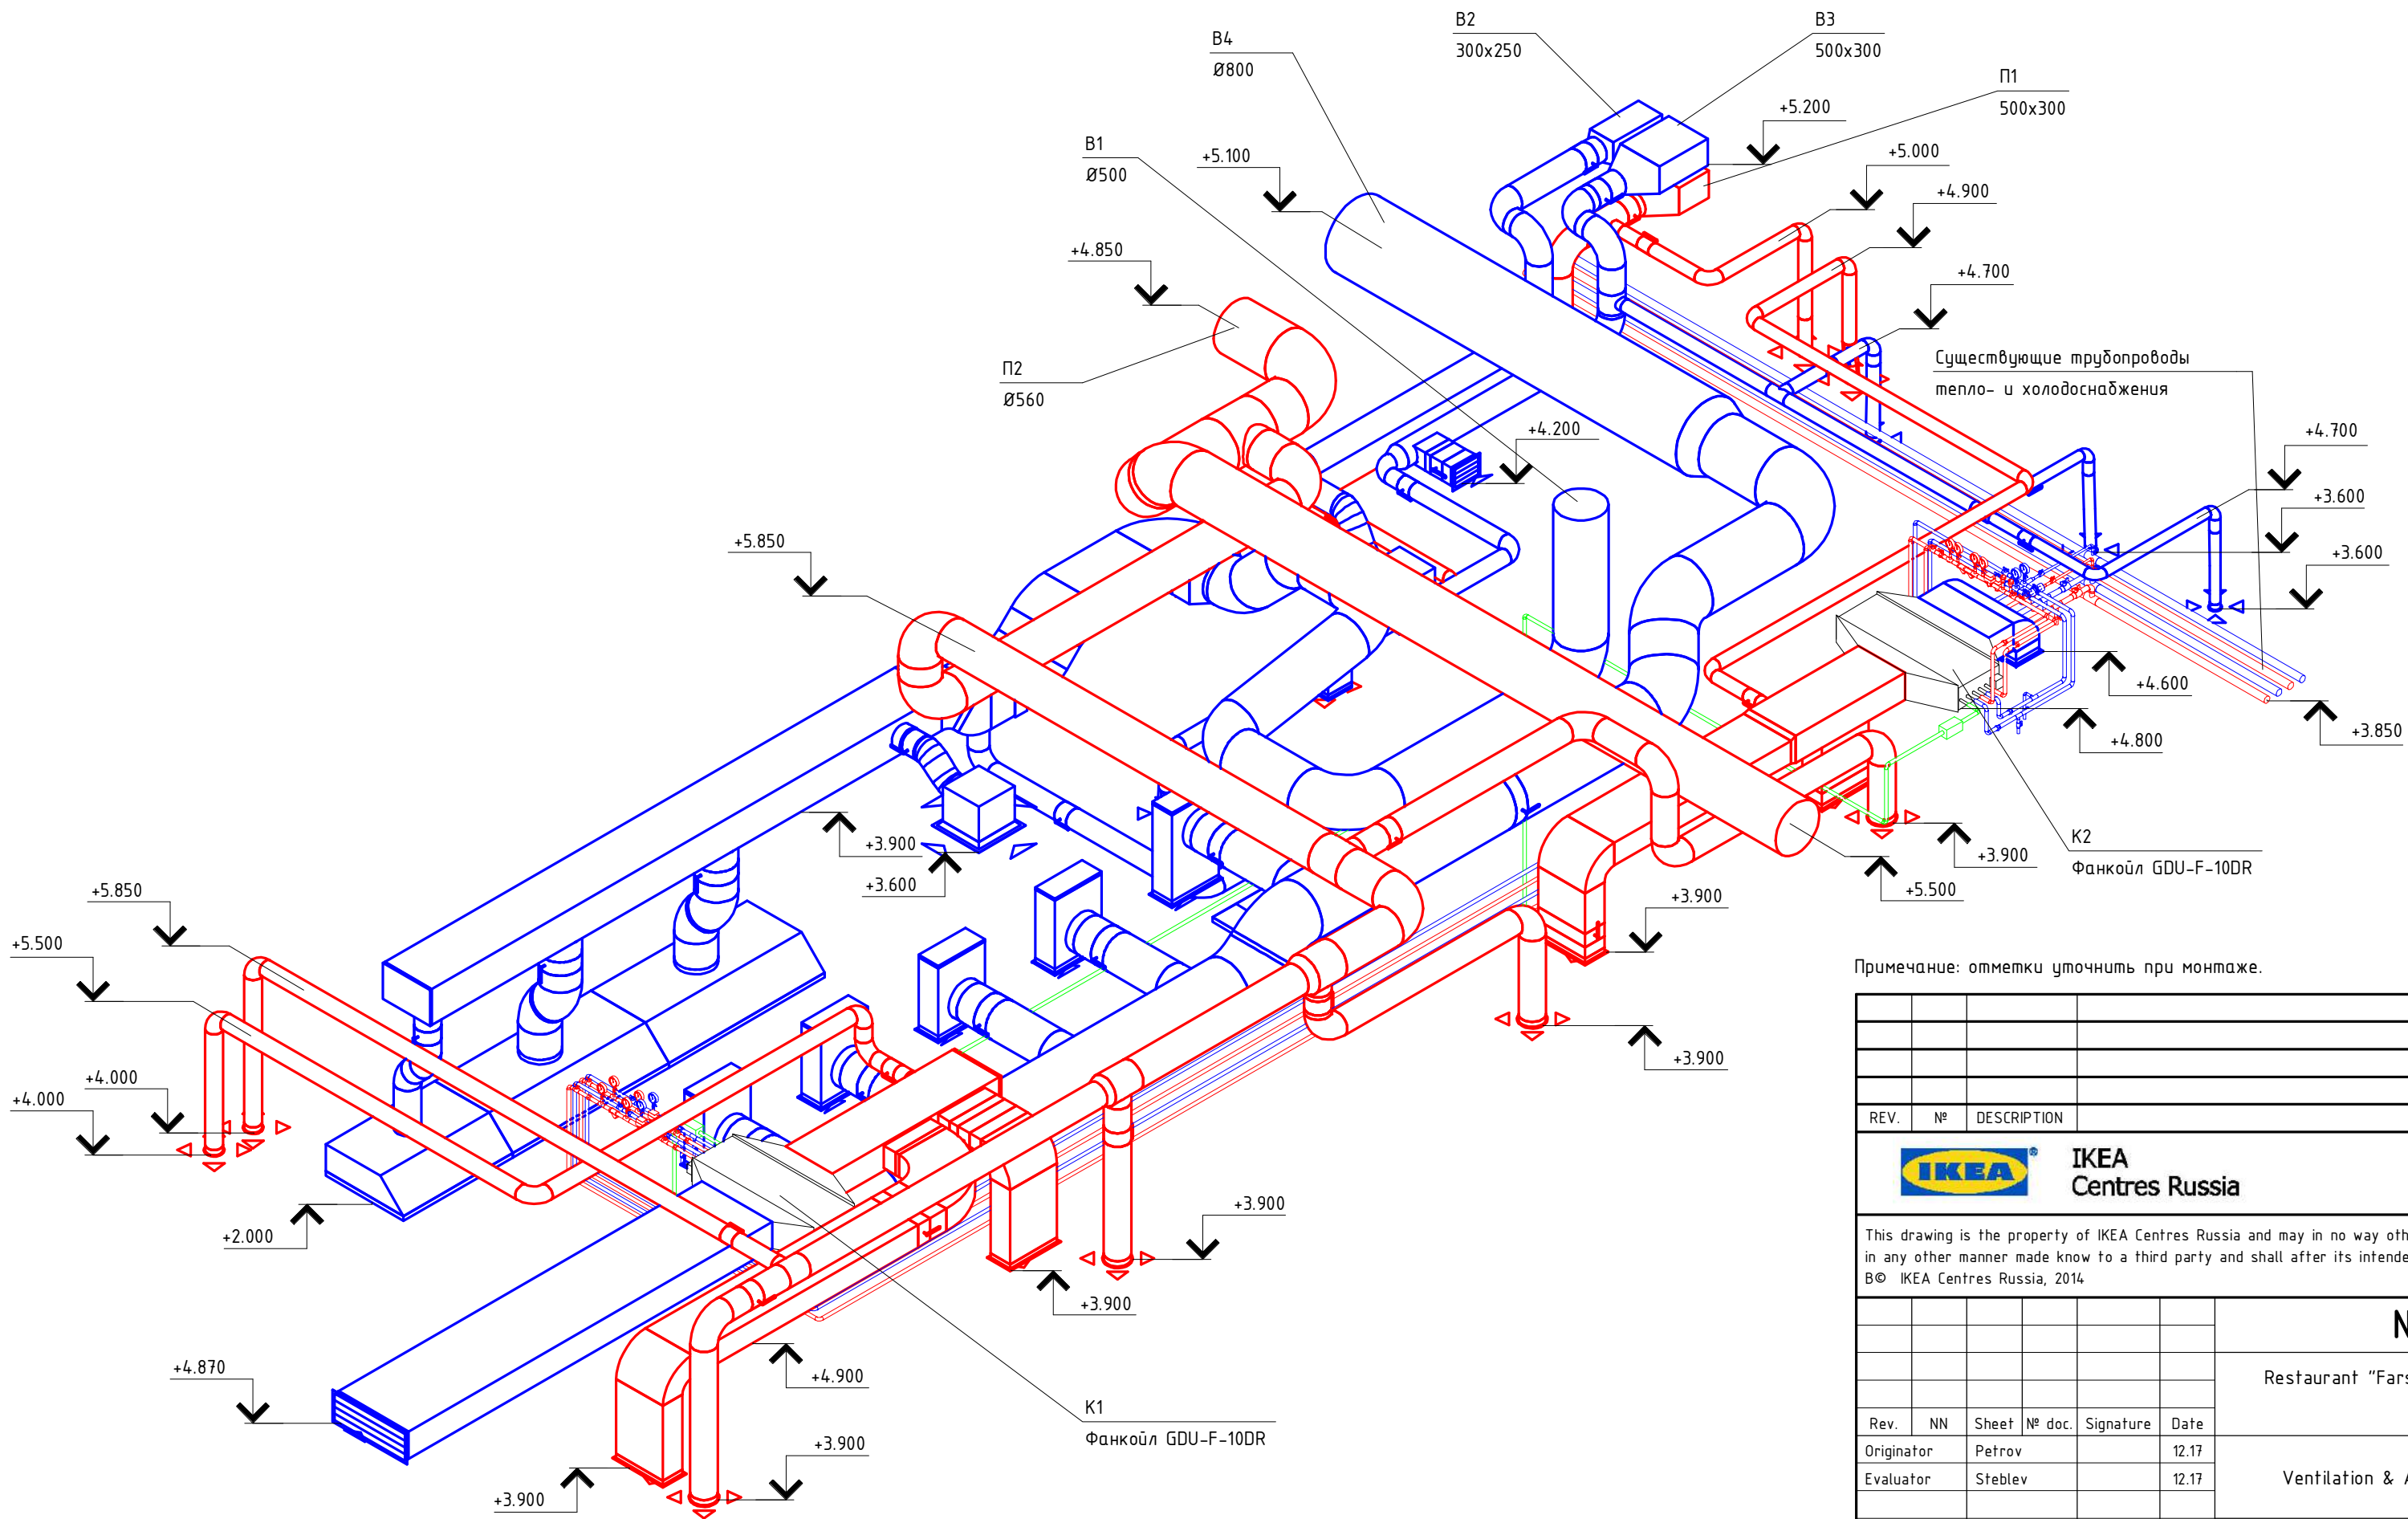 В2
300x250
В3
500x300
В4
Ø800
П1
500x300
+5.200
В1
Ø500
+5.100
+5.000
+4.900
+4.850
+4.700
Существующие трубопроводы
тепло- и холодоснабжения
П2
Ø560
+4.200
+4.700
+3.600
+3.600
+5.850
+4.600
+4.800
+3.850
+3.900
+3.600
К2
Фанкойл GDU-F-10DR
+3.900
+5.500
+5.850
+5.500
+3.900
+3.900
+4.000
+4.000
+2.000
+3.900
+3.900
+4.870
+4.900
К1
Фанкойл GDU-F-10DR
+3.900
+3.900
Примечание: отметки уточнить при монтаже.
REV. № DESCRIPTION
IKEA ®
IKEA
Centres Russia
This drawing is the property of IKEA Centres Russia and may in no way oth
in any other manner made know to a third party and shall after its intende
В© IKEA Centres Russia, 2014
N
Restaurant "Fars
Rev. NN Sheet № doc. Signature Date
Originator Petrov 12.17
Evaluator Steblev 12.17
Ventilation & A